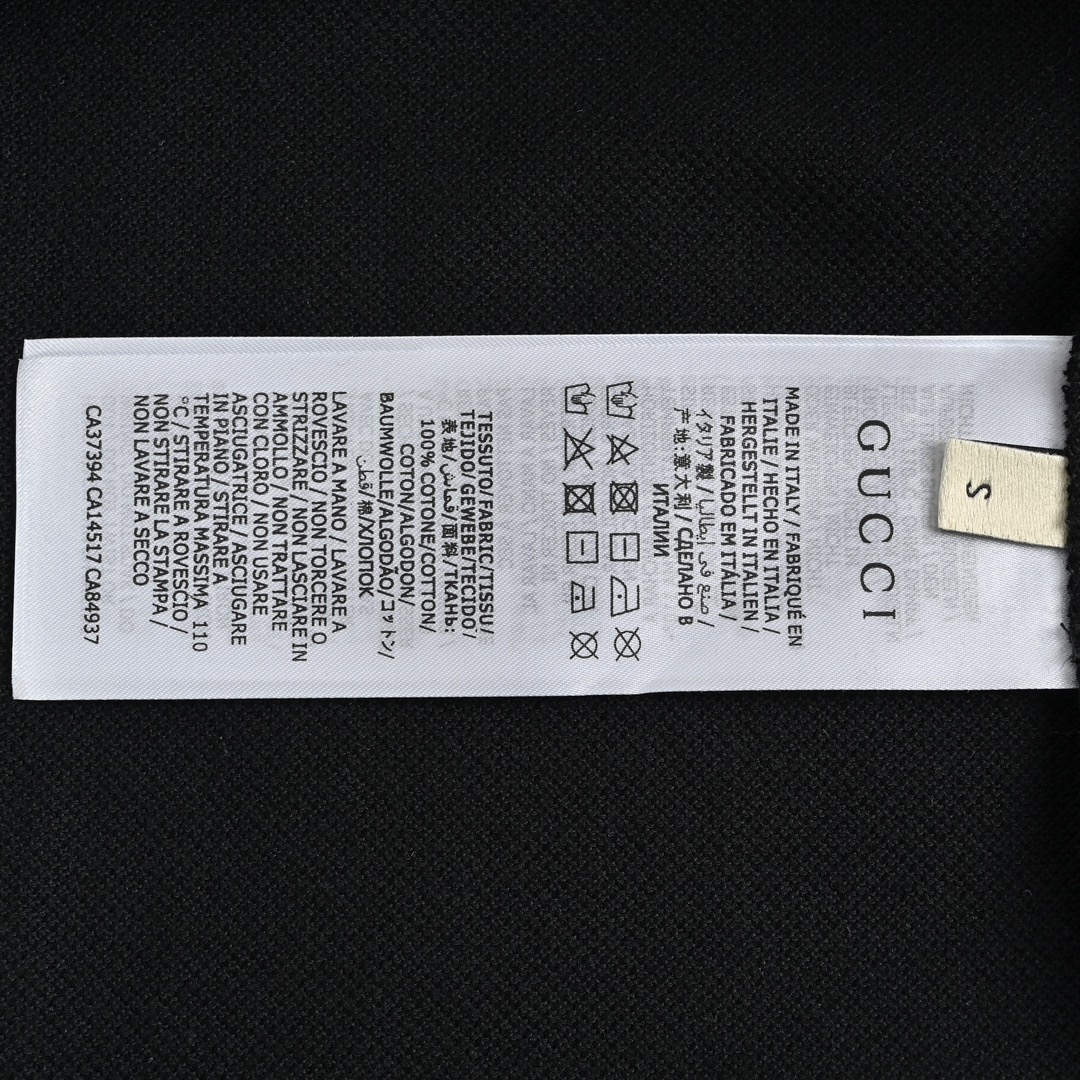 S
GUCCI
MADE IN ITALY / FABRIQUÉ EN
ITALIE / HECHO EN ITALIA /
HERGESTELLT IN ITALIEN /
FABRICADO EM ITÁLIA /
イタリア製 / صنع في إيطاليا /
产地:意大利 / СДЕЛАНО В
ИТАЛИИ
TESSUTO/FABRIC/TISSU/
TEJIDO/GEWEBE/TECIDO/
表地/قماش/面料/ТКАНЬ:
100% COTONE/COTTON/
COTON/ALGODON/
BAUMWOLLE/ALGODÃO/コットン/
قطن/棉/ХЛОПОК
LAVARE A MANO / LAVARE A
ROVESCIO / NON TORCERE O
STRIZZARE / NON LASCIARE IN
AMMOLLO / NON TRATTARE
CON CLORO / NON USARE
ASCIUGATRICE / ASCIUGARE
IN PIANO / STIRARE A
TEMPERATURA MASSIMA 110
°C / STIRARE A ROVESCIO /
NON STIRARE LA STAMPA /
NON LAVARE A SECCO
CA37394 CA14517 CA84937